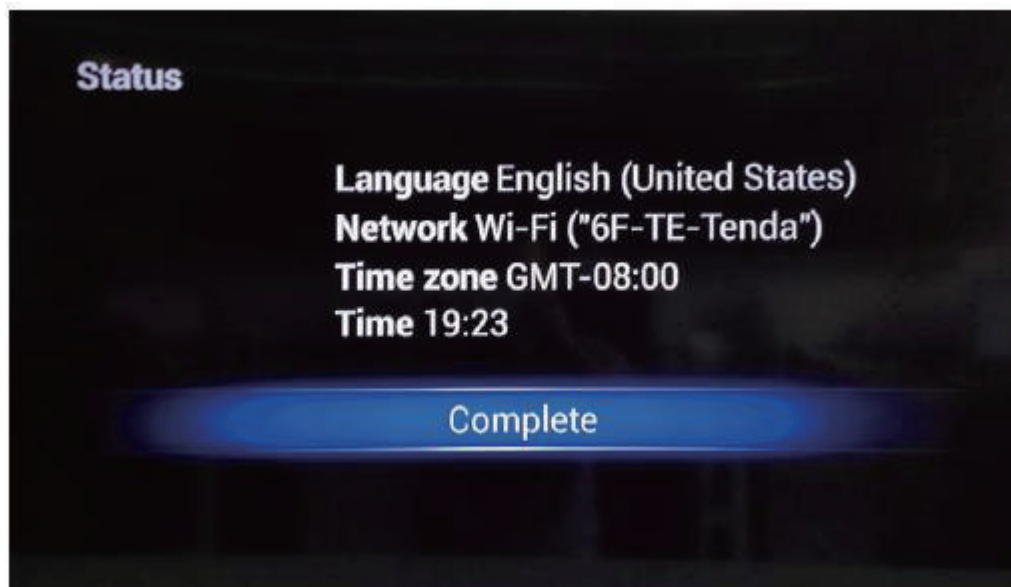 Status
Language English (United States)
Network Wi-Fi ("6F-TE-Tenda")
Time zone GMT-08:00
Time 19:23
Complete